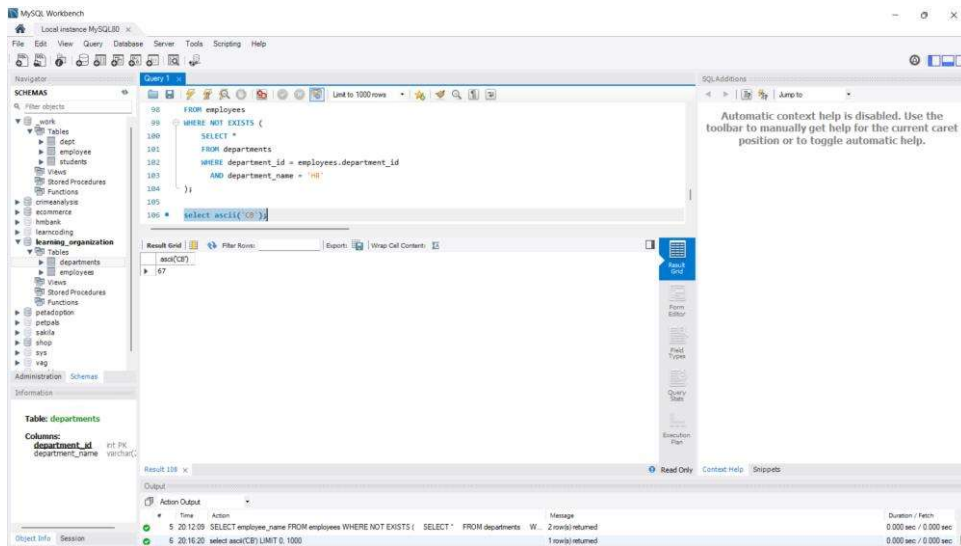 MySQL Workbench
Local instance MySQL80 ×
File Edit View Query Database Server Tools Scripting Help
Navigator
SCHEMAS
Filter objects
_work
Tables
dept
employee
students
Views
Stored Procedures
Functions
crimeanalysis
ecommerce
hmbank
learncoding
learning_organization
Tables
departments
employees
Views
Stored Procedures
Functions
petadoption
petpals
sakila
shop
sys
vag
Administration Schemas
Information
Table: departments
Columns:
department_id int PK
department_name varchar(
Object Info Session
Query 1 ×
Limit to 1000 rows
98 FROM employees
99 WHERE NOT EXISTS (
100 SELECT *
101 FROM departments
102 WHERE department_id = employees.department_id
103 AND department_name = 'HR'
104 );
105
106 select ascii('CB');
Result Grid Filter Rows: Export: Wrap Cell Content:
ascii('CB')
67
Result Grid
Form Editor
Field Types
Query Stats
Execution Plan
Result 108 ×
Read Only
SQLAdditions
Jump to
Automatic context help is disabled. Use the
toolbar to manually get help for the current caret
position or to toggle automatic help.
Context Help Snippets
Output
Action Output
# Time Action Message Duration / Fetch
5 20:12:09 SELECT employee_name FROM employees WHERE NOT EXISTS ( SELECT * FROM departments W... 2 row(s) returned 0.000 sec / 0.000 sec
6 20:16:20 select ascii('CB') LIMIT 0, 1000 1 row(s) returned 0.000 sec / 0.000 sec